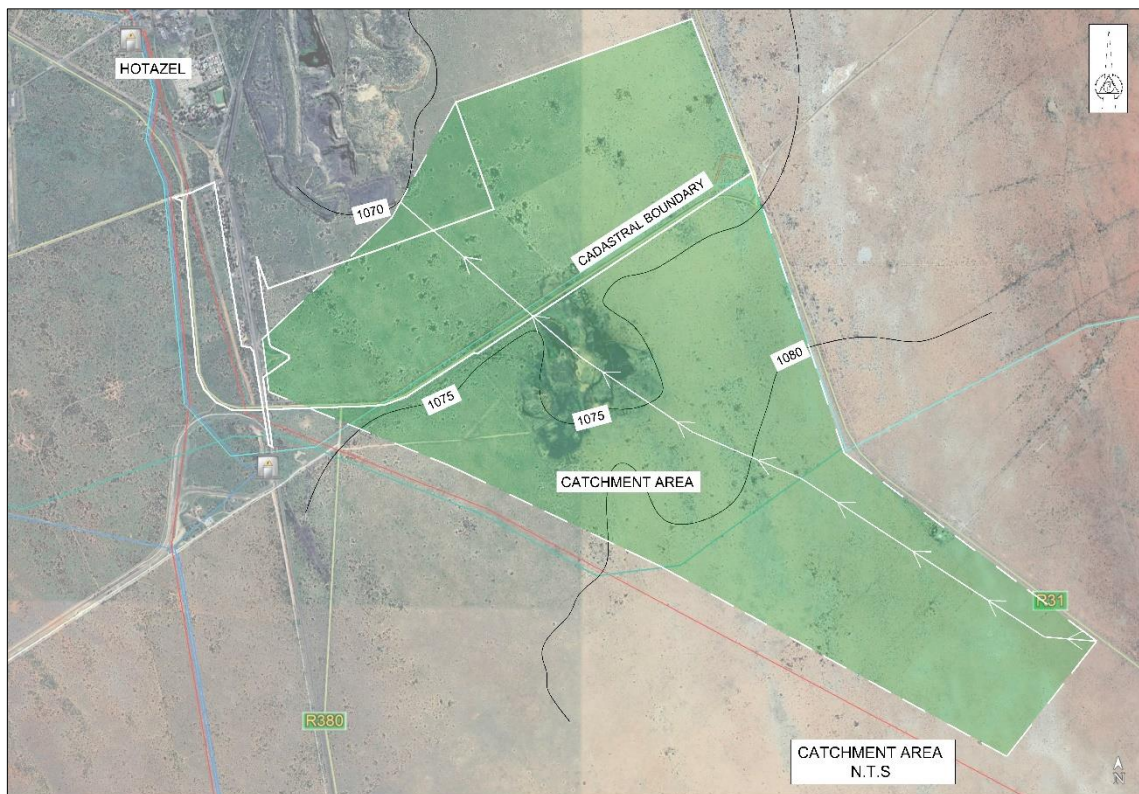 HOTAZEL
1070
CADASTRAL BOUNDARY
1080
1075
1075
CATCHMENT AREA
R31
R380
CATCHMENT AREA
N.T.S
N